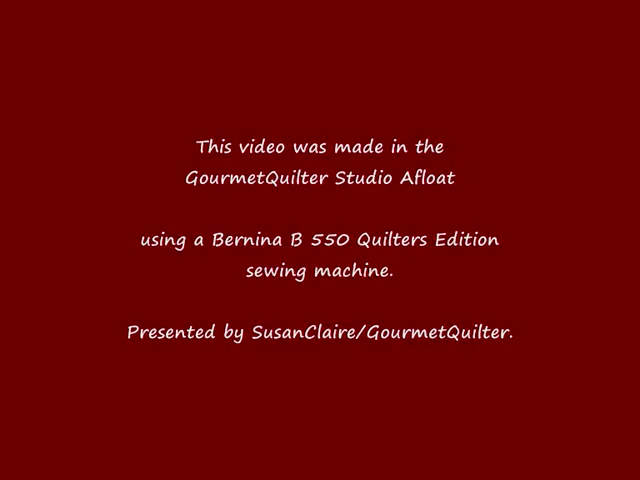 This video was made in the
GourmetQuilter Studio Afloat
using a Bernina B 550 Quilters Edition
sewing machine.
Presented by SusanClaire/GourmetQuilter.